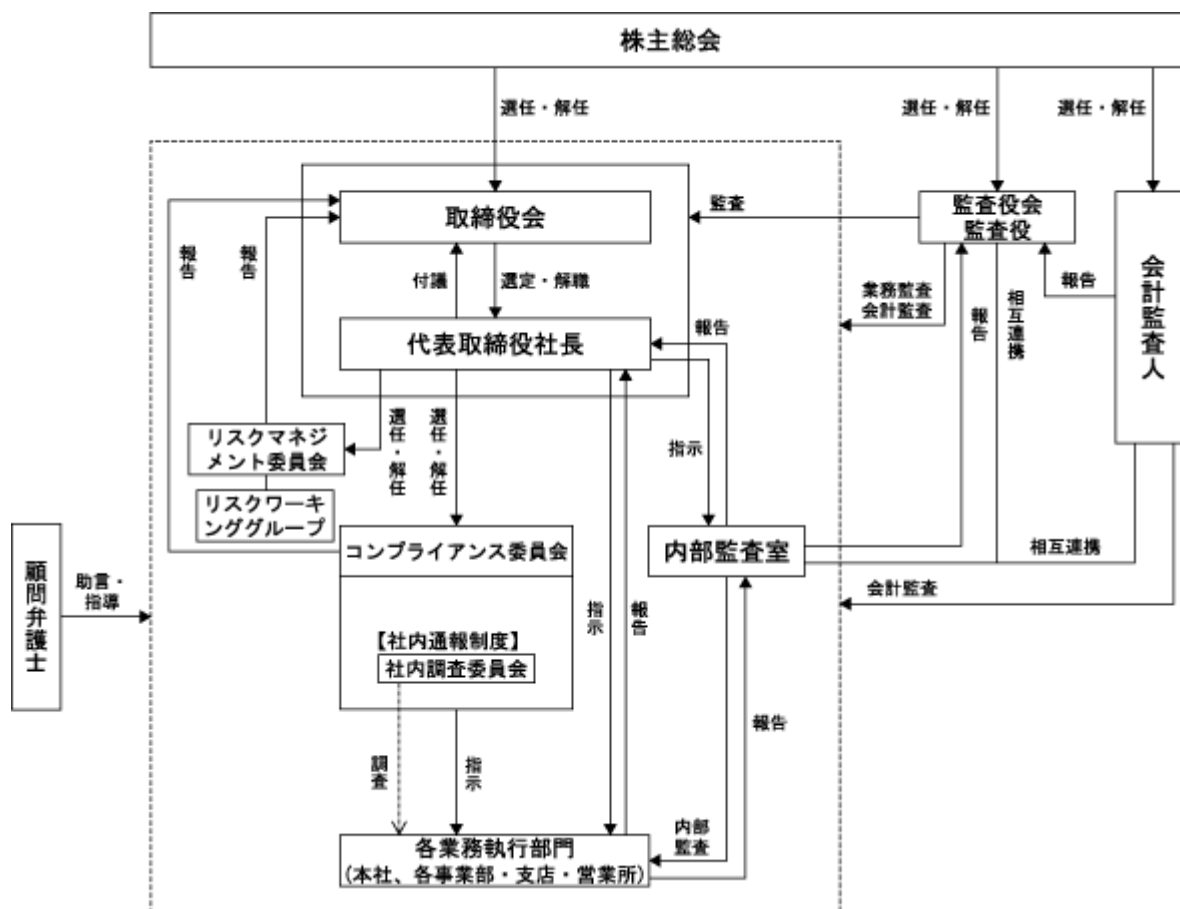 株主総会
選任・解任
選任・解任
選任・解任
取締役会
監査
監査役会
監査役
会計監査人
報告
報告
付議
選定・解職
業務監査
会計監査
報告
相互連携
報告
代表取締役社長
報告
選任・解任
選任・解任
指示
リスクマネジ
メント委員会
リスクワーキ
ンググループ
コンプライアンス委員会
内部監査室
相互連携
顧問弁護士
助言・
指導
会計監査
指示
報告
【社内通報制度】
社内調査委員会
報告
調査
指示
内部
監査
各業務執行部門
(本社、各事業部・支店・営業所)